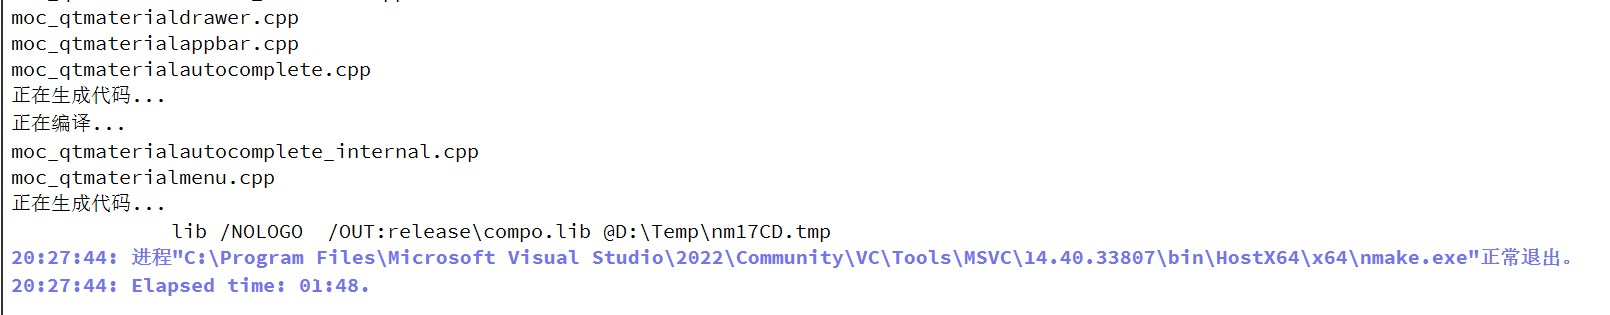 moc_qtmaterialdrawer.cpp
moc_qtmaterialappbar.cpp
moc_qtmaterialautocomplete.cpp
正在生成代码...
正在编译...
moc_qtmaterialautocomplete_internal.cpp
moc_qtmaterialmenu.cpp
正在生成代码...
lib /NOLOGO  /OUT:release\compo.lib @D:\Temp\nm17CD.tmp
20:27:44: 进程"C:\Program Files\Microsoft Visual Studio\2022\Community\VC\Tools\MSVC\14.40.33807\bin\HostX64\x64\nmake.exe"正常退出。
20:27:44: Elapsed time: 01:48.